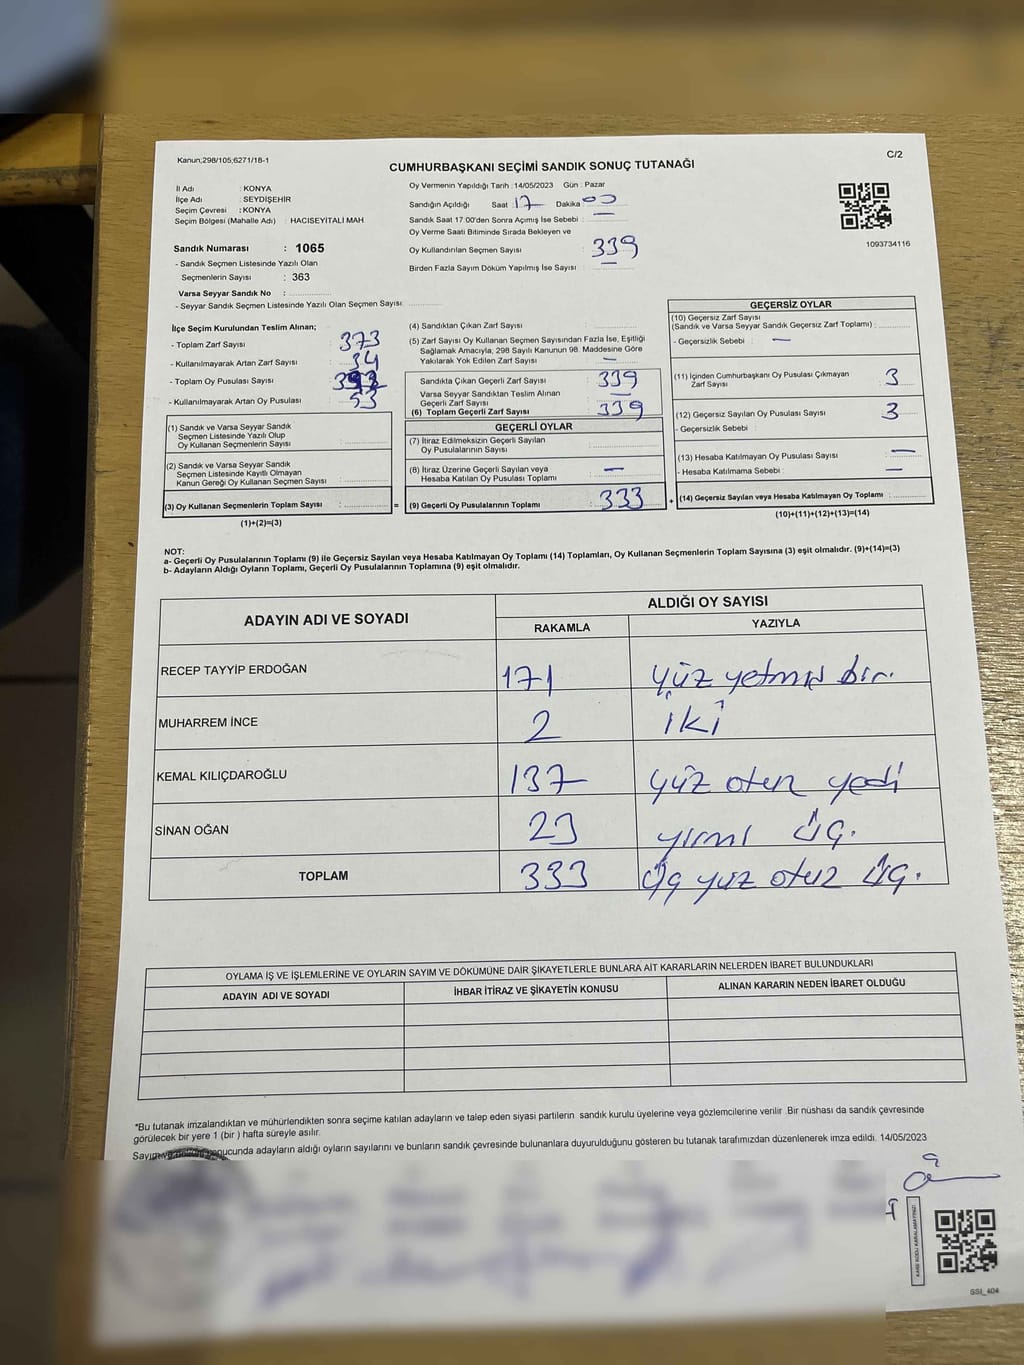 Kanun;298/105;6271/18-1
C/2
CUMHURBAŞKANI SEÇİMİ SANDIK SONUÇ TUTANAĞI
İl Adı : KONYA
İlçe Adı : SEYDİŞEHİR
Seçim Çevresi : KONYA
Seçim Bölgesi (Mahalle Adı) : HACISEYİTALİ MAH
Sandık Numarası : 1065
- Sandık Seçmen Listesinde Yazılı Olan
Seçmenlerin Sayısı : 363
Varsa Seyyar Sandık No :
- Seyyar Sandık Seçmen Listesinde Yazılı Olan Seçmen Sayısı:
Oy Vermenin Yapıldığı Tarih : 14/05/2023 Gün : Pazar
Sandığın Açıldığı Saat 17 Dakika 00
Sandık Saat 17.00'den Sonra Açımış İse Sebebi :
Oy Verme Saati Bitiminde Sırada Bekleyen ve
Oy Kullandırılan Seçmen Sayısı : 339
Birden Fazla Sayım Döküm Yapılmış İse Sayısı : —
1093734116
İlçe Seçim Kurulundan Teslim Alınan;
- Toplam Zarf Sayısı : 373
- Kullanılmayarak Artan Zarf Sayısı : 34
- Toplam Oy Pusulası Sayısı :
- Kullanılmayarak Artan Oy Pusulası : 53
(1) Sandık ve Varsa Seyyar Sandık
Seçmen Listesinde Yazılı Olup
Oy Kullanan Seçmenlerin Sayısı :
(2) Sandık ve Varsa Seyyar Sandık
Seçmen Listesinde Kayıtlı Olmayan
Kanun Gereği Oy Kullanan Seçmen Sayısı :
(3) Oy Kullanan Seçmenlerin Toplam Sayısı :
(1)+(2)=(3)
(4) Sandıktan Çıkan Zarf Sayısı :
(5) Zarf Sayısı Oy Kullanan Seçmen Sayısından Fazla İse, Eşitliği
Sağlamak Amacıyla, 298 Sayılı Kanunun 98. Maddesine Göre
Yakılarak Yok Edilen Zarf Sayısı : —
Sandıkta Çıkan Geçerli Zarf Sayısı : 339
Varsa Seyyar Sandıktan Teslim Alınan
Geçerli Zarf Sayısı : —
(6) Toplam Geçerli Zarf Sayısı : 339
GEÇERLİ OYLAR
(7) İtiraz Edilmeksizin Geçerli Sayılan
Oy Pusulasının Sayısı :
(8) İtiraz Üzerine Geçerli Sayılan veya
Hesaba Katılan Oy Pusulası Toplamı : —
= (9) Geçerli Oy Pusulalarının Toplamı : 333 +
GEÇERSİZ OYLAR
(10) Geçersiz Zarf Sayısı
(Sandık ve Varsa Seyyar Sandık Geçersiz Zarf Toplamı) :
- Geçersizlik Sebebi : —
(11) İçinden Cumhurbaşkanı Oy Pusulası Çıkmayan
Zarf Sayısı : 3
(12) Geçersiz Sayılan Oy Pusulası Sayısı : 3
- Geçersizlik Sebebi :
(13) Hesaba Katılmayan Oy Pusulası Sayısı : —
- Hesaba Katılmama Sebebi : —
(14) Geçersiz Sayılan veya Hesaba Katılmayan Oy Toplamı :
(10)+(11)+(12)+(13)=(14)
NOT:
a- Geçerli Oy Pusulalarının Toplamı (9) ile Geçersiz Sayılan veya Hesaba Katılmayan Oy Toplamı (14) Toplamları, Oy Kullanan Seçmenlerin Toplam Sayısına (3) eşit olmalıdır. (9)+(14)=(3)
b- Adayların Aldığı Oyların Toplamı, Geçerli Oy Pusulalarının Toplamına (9) eşit olmalıdır.
ADAYIN ADI VE SOYADI
ALDIĞI OY SAYISI
RAKAMLA YAZIYLA
RECEP TAYYİP ERDOĞAN 171 yüz yetmiş bir.
MUHARREM İNCE 2 iki
KEMAL KILIÇDAROĞLU 137 yüz otuz yedi
SİNAN OĞAN 23 yirmi üç.
TOPLAM 333 üç yüz otuz üç.
OYLAMA İŞ VE İŞLEMLERİNE VE OYLARIN SAYIM VE DÖKÜMÜNE DAİR ŞİKAYETLERLE BUNLARA AİT KARARLARIN NELERDEN İBARET BULUNDUKLARI
ADAYIN ADI VE SOYADI İHBAR İTİRAZ VE ŞİKAYETİN KONUSU ALINAN KARARIN NEDEN İBARET OLDUĞU
*Bu tutanak imzalandıktan ve mühürlendikten sonra seçime katılan adayların ve talep eden siyasi partilerin sandık kurulu üyelerine veya gözlemcilerine verilir .Bir nüshası da sandık çevresinde
görülecek bir yere 1 (bir ) hafta süreyle asılır.
adayların aldığı oyların sayılarını ve bunların sandık çevresinde bulunanlara duyurulduğunu gösteren bu tutanak tarafımızdan düzenlenerek imza edildi. 14/05/2023
KARE KODU KARALAMAYINIZ!
SSI_404